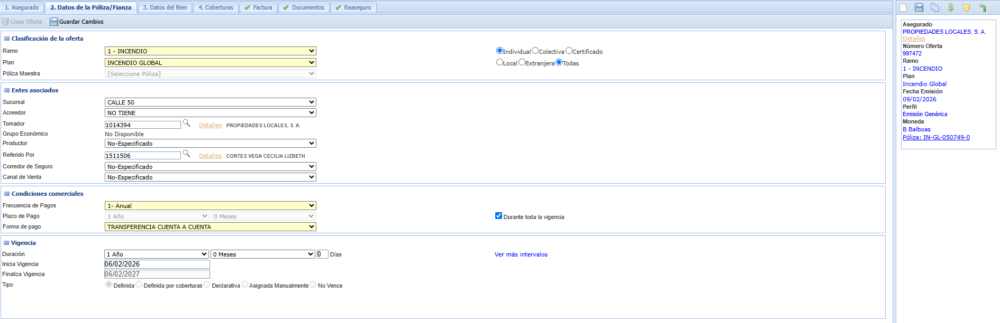 1. Asegurado
2. Datos de la Póliza/Fianza
3. Datos del Bien
4. Coberturas
Factura
Documentos
Reaseguro
Crear Oferta
Guardar Cambios
Clasificación de la oferta
Ramo 1 - INCENDIO Individual Colectiva Certificado
Plan INCENDIO GLOBAL Local Extranjera Todas
Póliza Maestra [Seleccione Póliza]
Entes asociados
Sucursal CALLE 50
Acreedor NO TIENE
Tomador 1014394 Detalles PROPIEDADES LOCALES, S. A.
Grupo Económico No Disponible
Productor No-Especificado
Referido Por 1511506 Detalles CORTES VEGA CECILIA LIZBETH
Corredor de Seguro No-Especificado
Canal de Venta No-Especificado
Condiciones comerciales
Frecuencia de Pagos 1- Anual
Plazo de Pago 1 Año 0 Meses Durante toda la vigencia
Forma de pago TRANSFERENCIA CUENTA A CUENTA
Vigencia
Duración 1 Año 0 Meses 0 Días Ver más intervalos
Inicia Vigencia 06/02/2026
Finaliza Vigencia 06/02/2027
Tipo Definida Definida por coberturas Declarativa Asignada Manualmente No Vence
Asegurado
PROPIEDADES LOCALES, S. A.
Detalles
Número Oferta
997472
Ramo
1 - INCENDIO
Plan
Incendio Global
Fecha Emisión
09/02/2026
Perfil
Emisión Genérica
Moneda
B Balboas
Póliza: IN-GL-050749-0